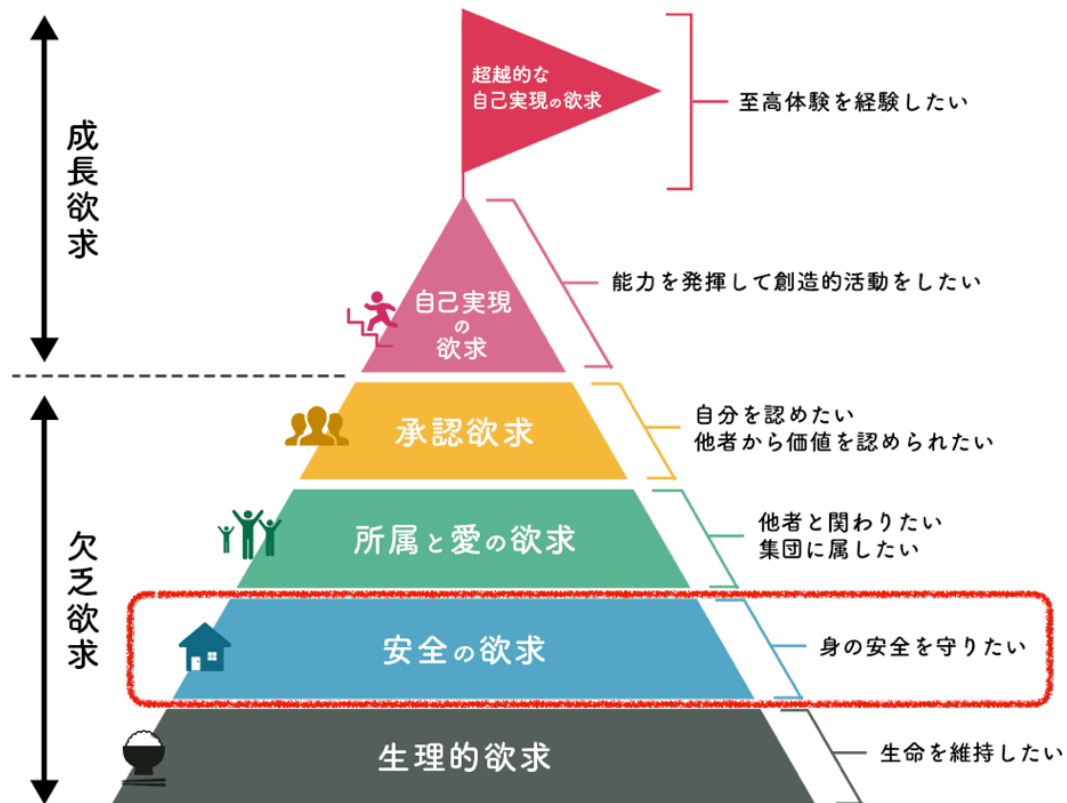 成長欲求
超越的な
自己実現の欲求
至高体験を経験したい
自己実現
の
欲求
能力を発揮して創造的活動をしたい
欠乏欲求
承認欲求
自分を認めたい
他者から価値を認められたい
所属と愛の欲求
他者と関わりたい
集団に属したい
安全の欲求
身の安全を守りたい
生理的欲求
生命を維持したい